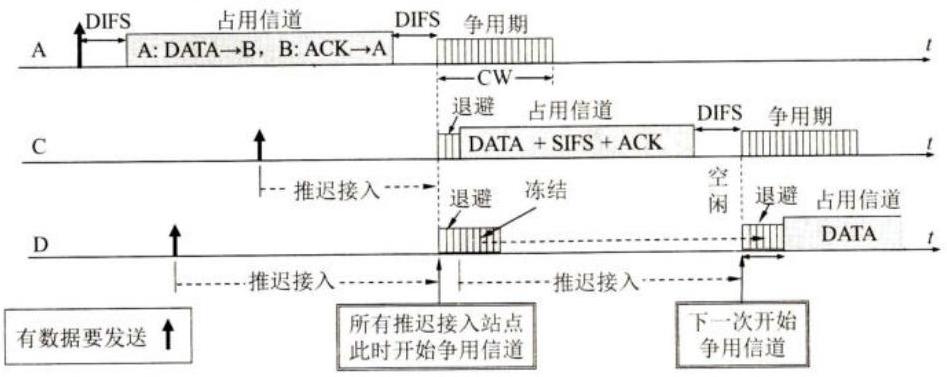 DIFS 占用信道 DIFS 争用期
A A: DATA→B，B: ACK→A t
CW
退避 占用信道 DIFS 争用期
C DATA + SIFS + ACK t
推迟接入 空闲
退避 冻结 退避 占用信道
D DATA t
推迟接入 推迟接入
有数据要发送
所有推迟接入站点
此时开始争用信道
下一次开始
争用信道